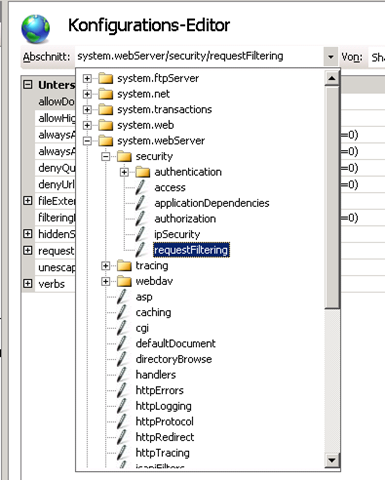 Konfigurations-Editor
Abschnitt: system.webServer/security/requestFiltering Von: Sha
Unters
allowDo
allowHig
alwaysA =0)
alwaysA =0)
denyQu =0)
denyUrl =0)
fileExter
filteringl =0)
hiddenS
request
unescap
verbs
system.ftpServer
system.net
system.transactions
system.web
system.webServer
security
authentication
access
applicationDependencies
authorization
ipSecurity
requestFiltering
tracing
webdav
asp
caching
cgi
defaultDocument
directoryBrowse
handlers
httpErrors
httpLogging
httpProtocol
httpRedirect
httpTracing
isapiFilters